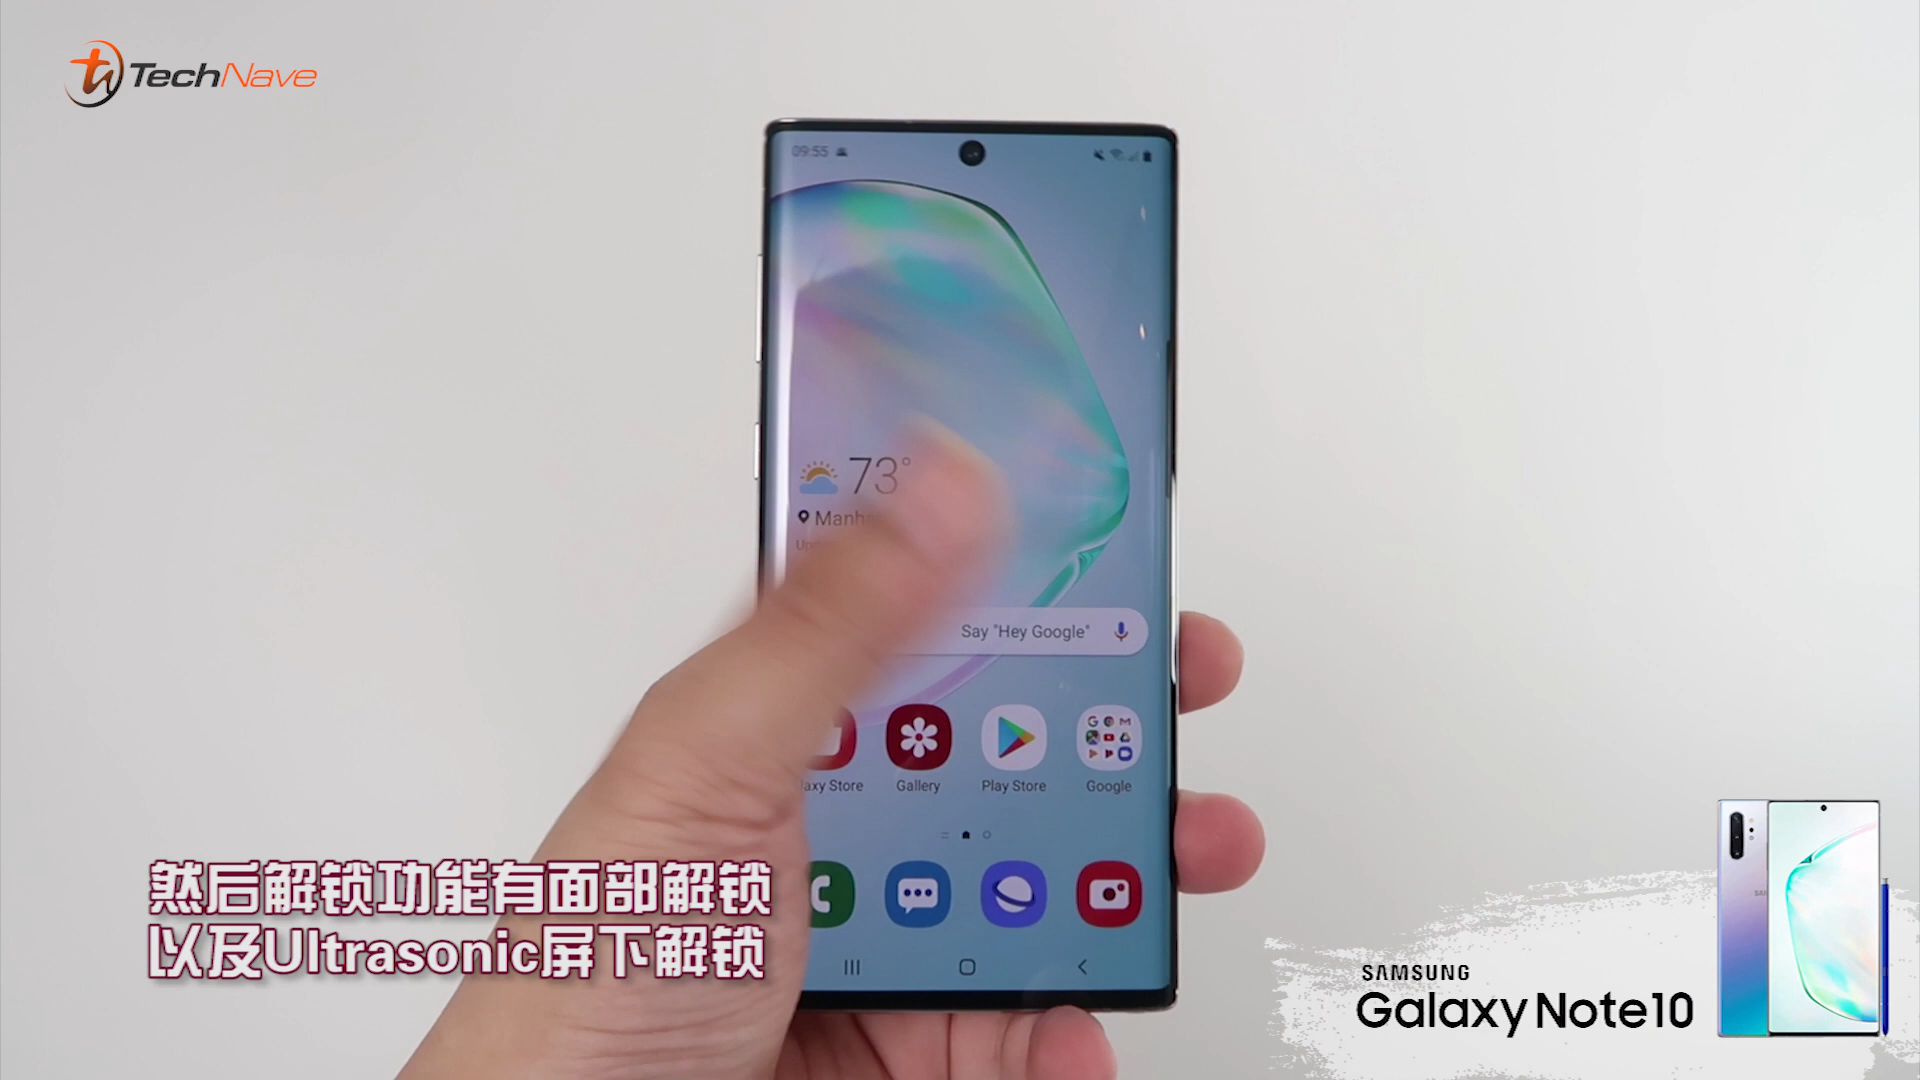 TechNave
09:55
73°
Say "Hey Google"
Gallery
Play Store
Google
然后解锁功能有面部解锁
以及Ultrasonic屏下解锁
SAMSUNG
Galaxy Note10